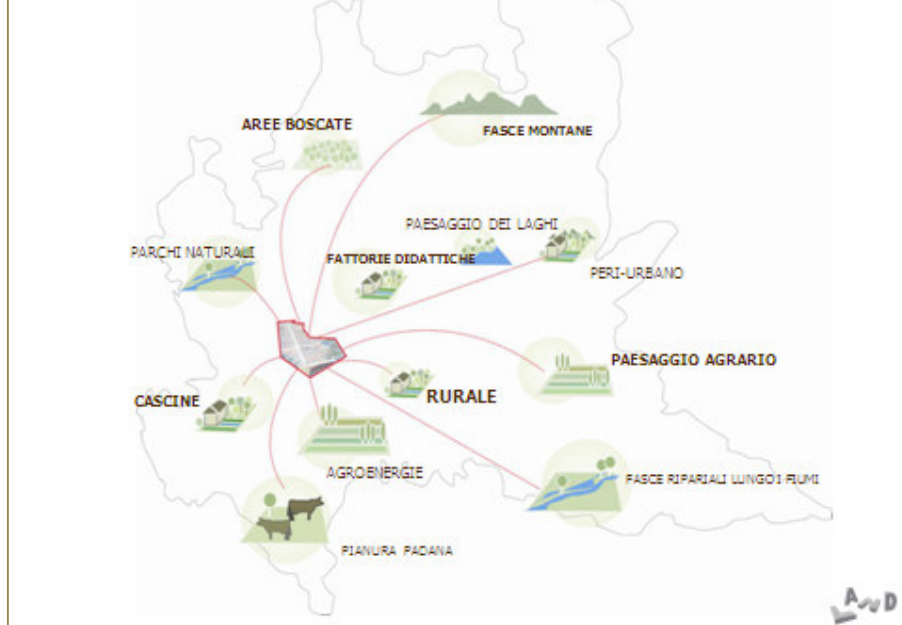 AREE BOSCATE
FASCE MONTANE
PAESAGGIO DEI LAGHI
PARCHI NATURALI
FATTORIE DIDATTICHE
PERI-URBANO
PAESAGGIO AGRARIO
CASCINE
RURALE
AGROENERGIE
FASCE RIPARIALI LUNGO I FIUMI
PIANURA PADANA
LAND